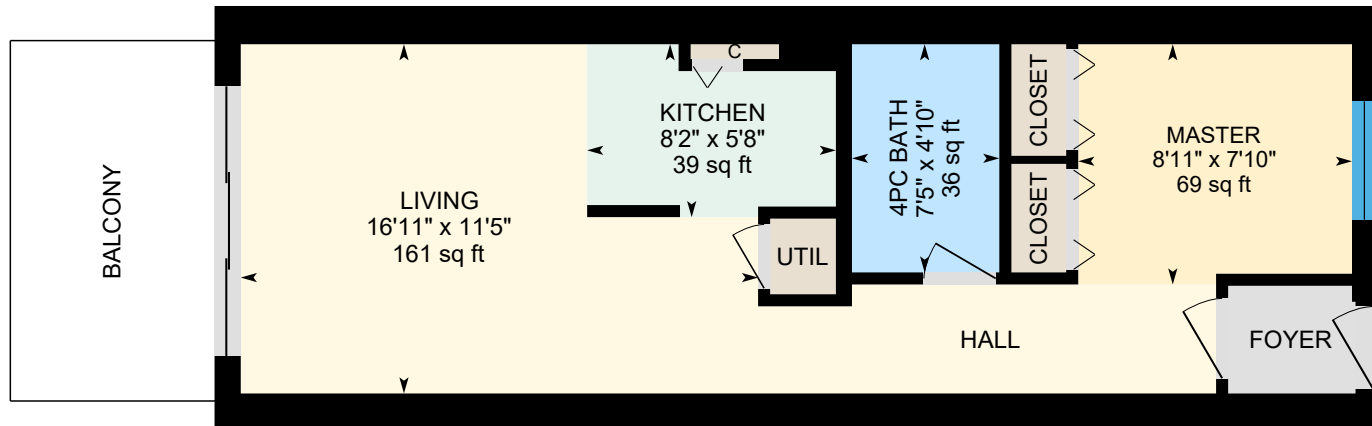 BALCONY
LIVING
16'11" x 11'5"
161 sq ft
C
KITCHEN
8'2" x 5'8"
39 sq ft
UTIL
4PC BATH
7'5" x 4'10"
36 sq ft
CLOSET
CLOSET
MASTER
8'11" x 7'10"
69 sq ft
HALL
FOYER